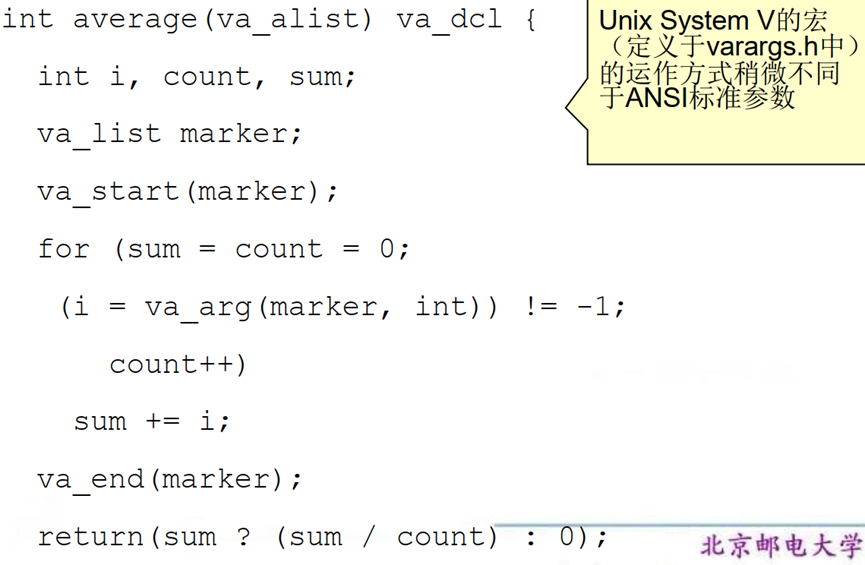 int average(va_alist) va_dcl {
int i, count, sum;
va_list marker;
va_start(marker);
for (sum = count = 0;
(i = va_arg(marker, int)) != -1;
count++)
sum += i;
va_end(marker);
return(sum ? (sum / count) : 0);
Unix System V的宏
（定义于varargs.h中）
的运作方式稍微不同
于ANSI标准参数
北京邮电大学